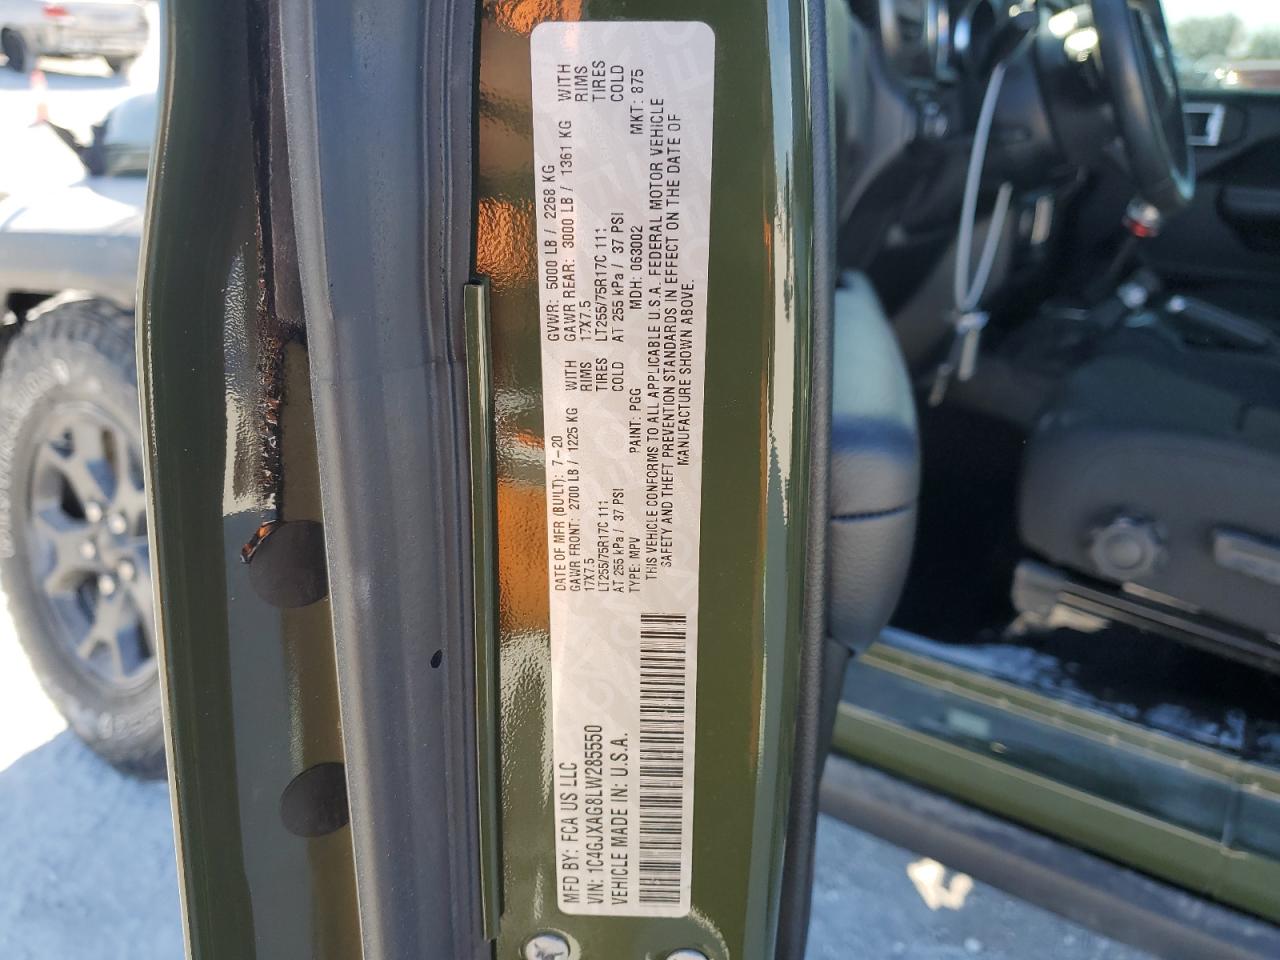 MFD BY: FCA US LLC
VIN: 1C4GJXAG8LW285550
VEHICLE MADE IN: U.S.A.
DATE OF MFR (BUILT): 7-20 GVWR: 5000 LB / 2268 KG
GAWR FRONT: 2700 LB / 1225 KG WITH GAWR REAR: 3000 LB / 1361 KG WITH
17X7.5 RIMS 17X7.5 RIMS
LT255/75R17C 111: TIRES LT255/75R17C 111: TIRES
AT 255 kPa / 37 PSI COLD AT 255 kPa / 37 PSI COLD
TYPE: MPV PAINT: PGG MDH: 063002 MKT: 875
THIS VEHICLE CONFORMS TO ALL APPLICABLE U.S.A. FEDERAL MOTOR VEHICLE
SAFETY AND THEFT PREVENTION STANDARDS IN EFFECT ON THE DATE OF
MANUFACTURE SHOWN ABOVE.